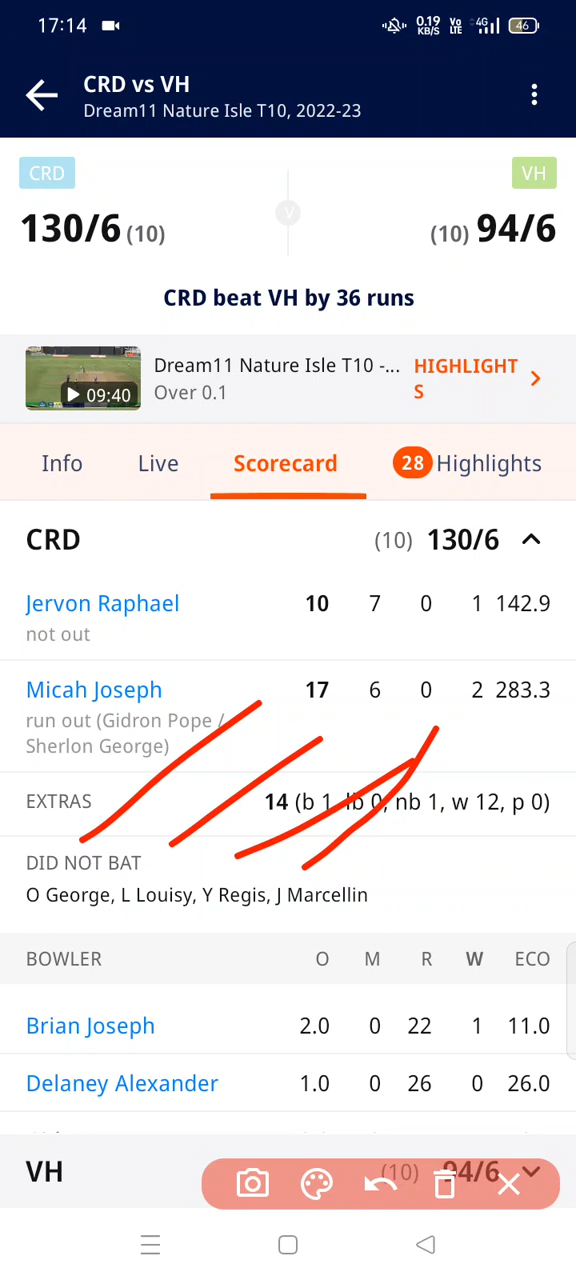 17:14 0.19 KB/S Vo LTE 4G 46
CRD vs VH
Dream11 Nature Isle T10, 2022-23
CRD VH
V
130/6 (10) (10) 94/6
CRD beat VH by 36 runs
Dream11 Nature Isle T10 -... HIGHLIGHT
S
Over 0.1
09:40
Info Live Scorecard 28 Highlights
CRD (10) 130/6
Jervon Raphael 10 7 0 1 142.9
not out
Micah Joseph 17 6 0 2 283.3
run out (Gidron Pope /
Sherlon George)
EXTRAS 14 (b 1, lb 0, nb 1, w 12, p 0)
DID NOT BAT
O George, L Louisy, Y Regis, J Marcellin
BOWLER O M R W ECO
Brian Joseph 2.0 0 22 1 11.0
Delaney Alexander 1.0 0 26 0 26.0
VH (10) 94/6